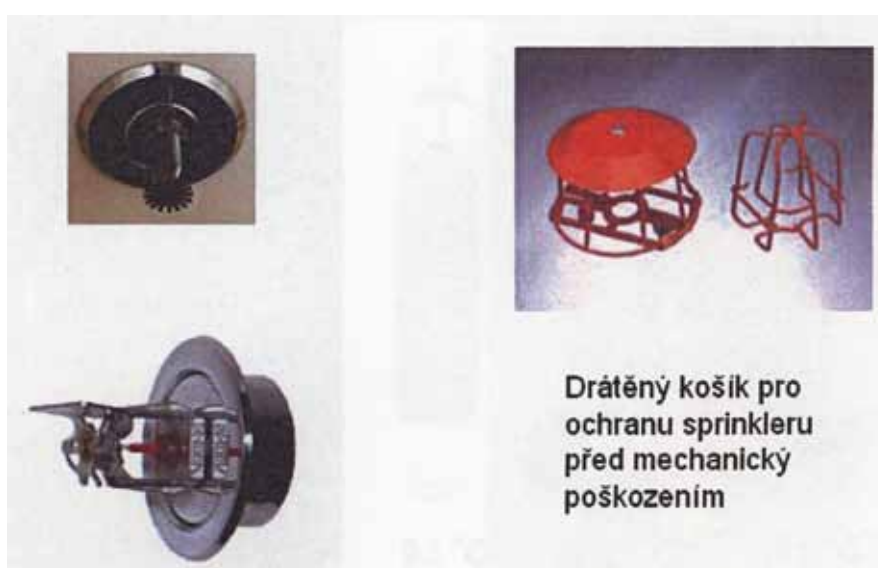 Drátěný košík pro
ochranu sprinkleru
před mechanický
poškozením